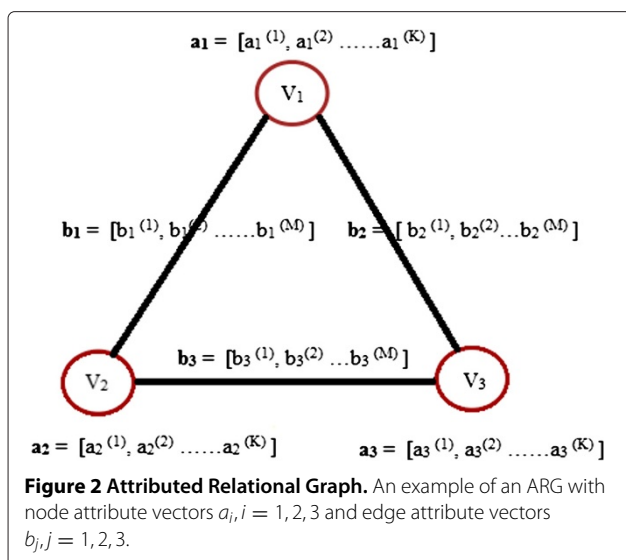 a₁ = [a₁⁽¹⁾, a₁⁽²⁾ ......a₁⁽ᴷ⁾]
V₁
b₁ = [b₁⁽¹⁾, ......b₁⁽ᴹ⁾] b₂ = [b₂⁽¹⁾, b₂⁽²⁾...b₂⁽ᴹ⁾]
b₃ = [b₃⁽¹⁾, b₃⁽²⁾ ...b₃⁽ᴹ⁾]
V₂ V₃
a₂ = [a₂⁽¹⁾, a₂⁽²⁾ ......a₂⁽ᴷ⁾] a₃ = [a₃⁽¹⁾, a₃⁽²⁾ ......a₃⁽ᴷ⁾]
Figure 2 Attributed Relational Graph. An example of an ARG with
node attribute vectors aᵢ, i = 1, 2, 3 and edge attribute vectors
bⱼ, j = 1, 2, 3.